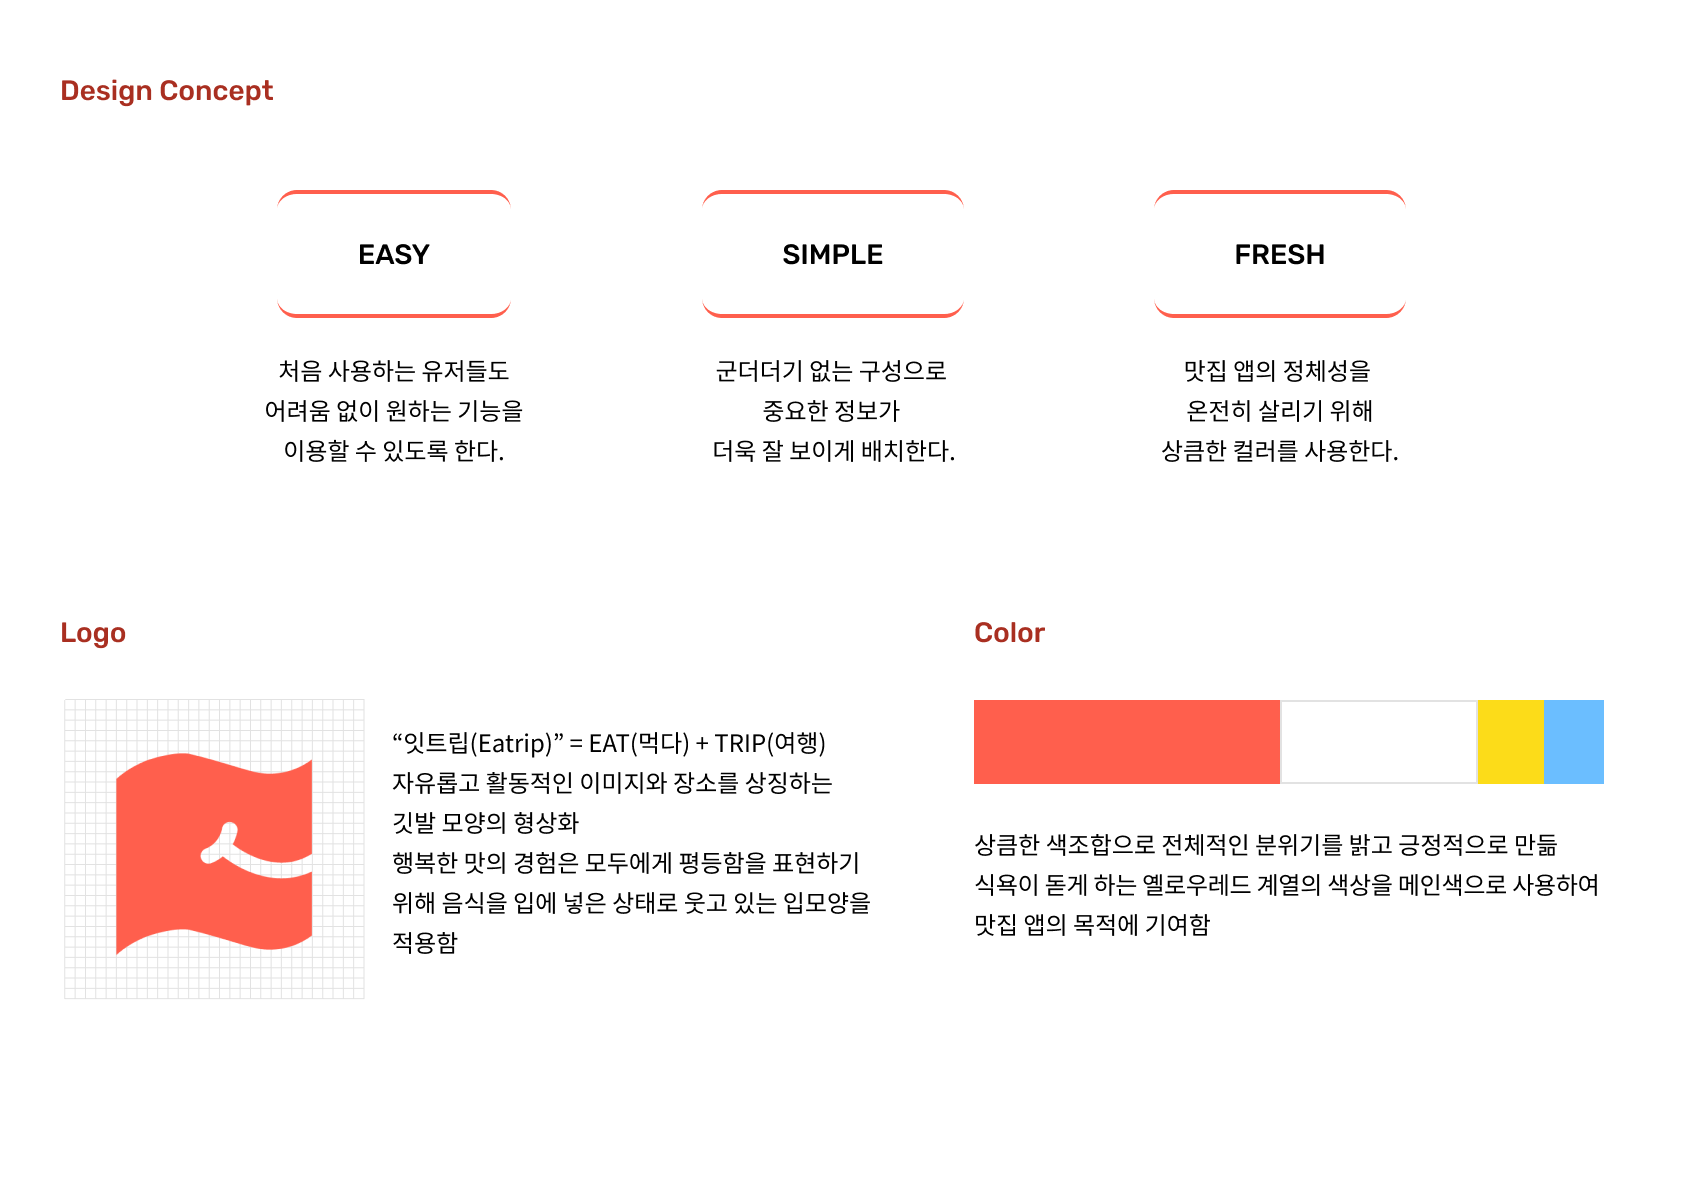 Design Concept
EASY
처음 사용하는 유저들도
어려움 없이 원하는 기능을
이용할 수 있도록 한다.
SIMPLE
군더더기 없는 구성으로
중요한 정보가
더욱 잘 보이게 배치한다.
FRESH
맛집 앱의 정체성을
온전히 살리기 위해
상큼한 컬러를 사용한다.
Logo
“잇트립(Eatrip)” = EAT(먹다) + TRIP(여행)
자유롭고 활동적인 이미지와 장소를 상징하는
깃발 모양의 형상화
행복한 맛의 경험은 모두에게 평등함을 표현하기
위해 음식을 입에 넣은 상태로 웃고 있는 입모양을
적용함
Color
상큼한 색조합으로 전체적인 분위기를 밝고 긍정적으로 만듦
식욕이 돋게 하는 옐로우레드 계열의 색상을 메인색으로 사용하여
맛집 앱의 목적에 기여함